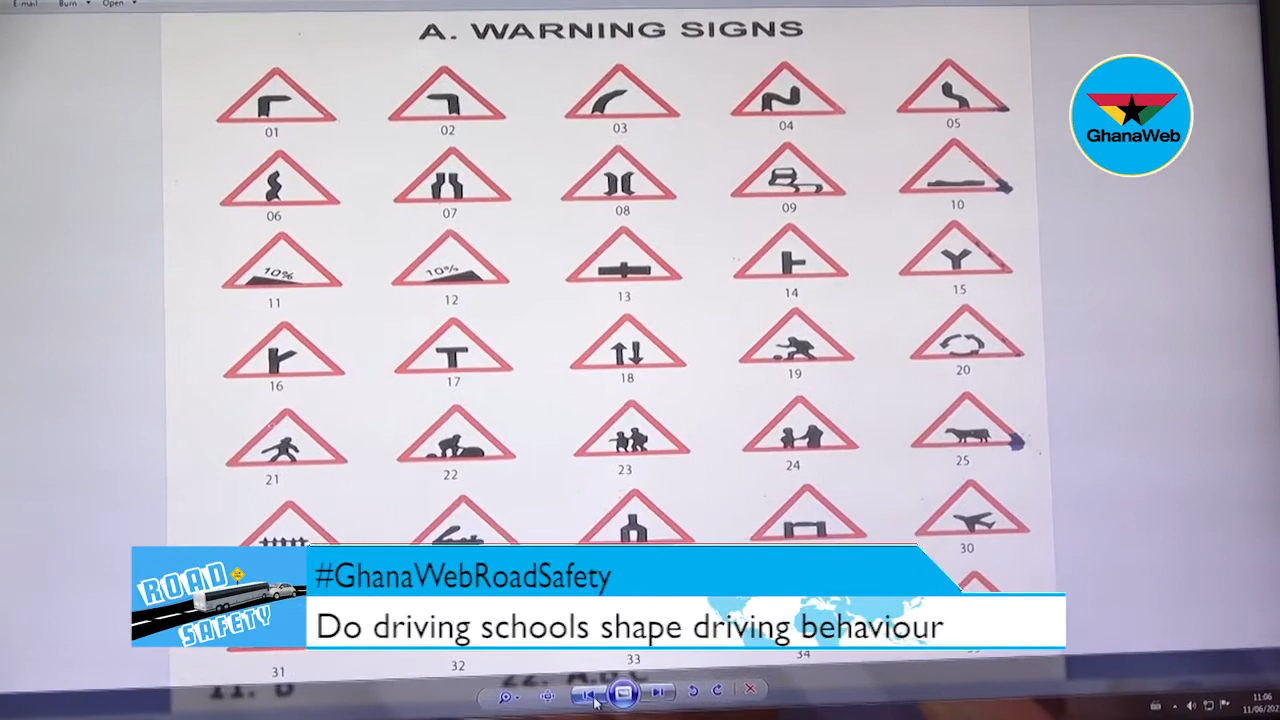 E-mail Burn Open
A. WARNING SIGNS
GhanaWeb
01 02 03 04 05
06 07 08 09 10
10% 10%
11 12 13 14 15
16 17 18 19 20
21 22 23 24 25
30
ROAD
SAFETY
#GhanaWebRoadSafety
Do driving schools shape driving behaviour
31 32 33 34
11. B
22. A.B C
11:06